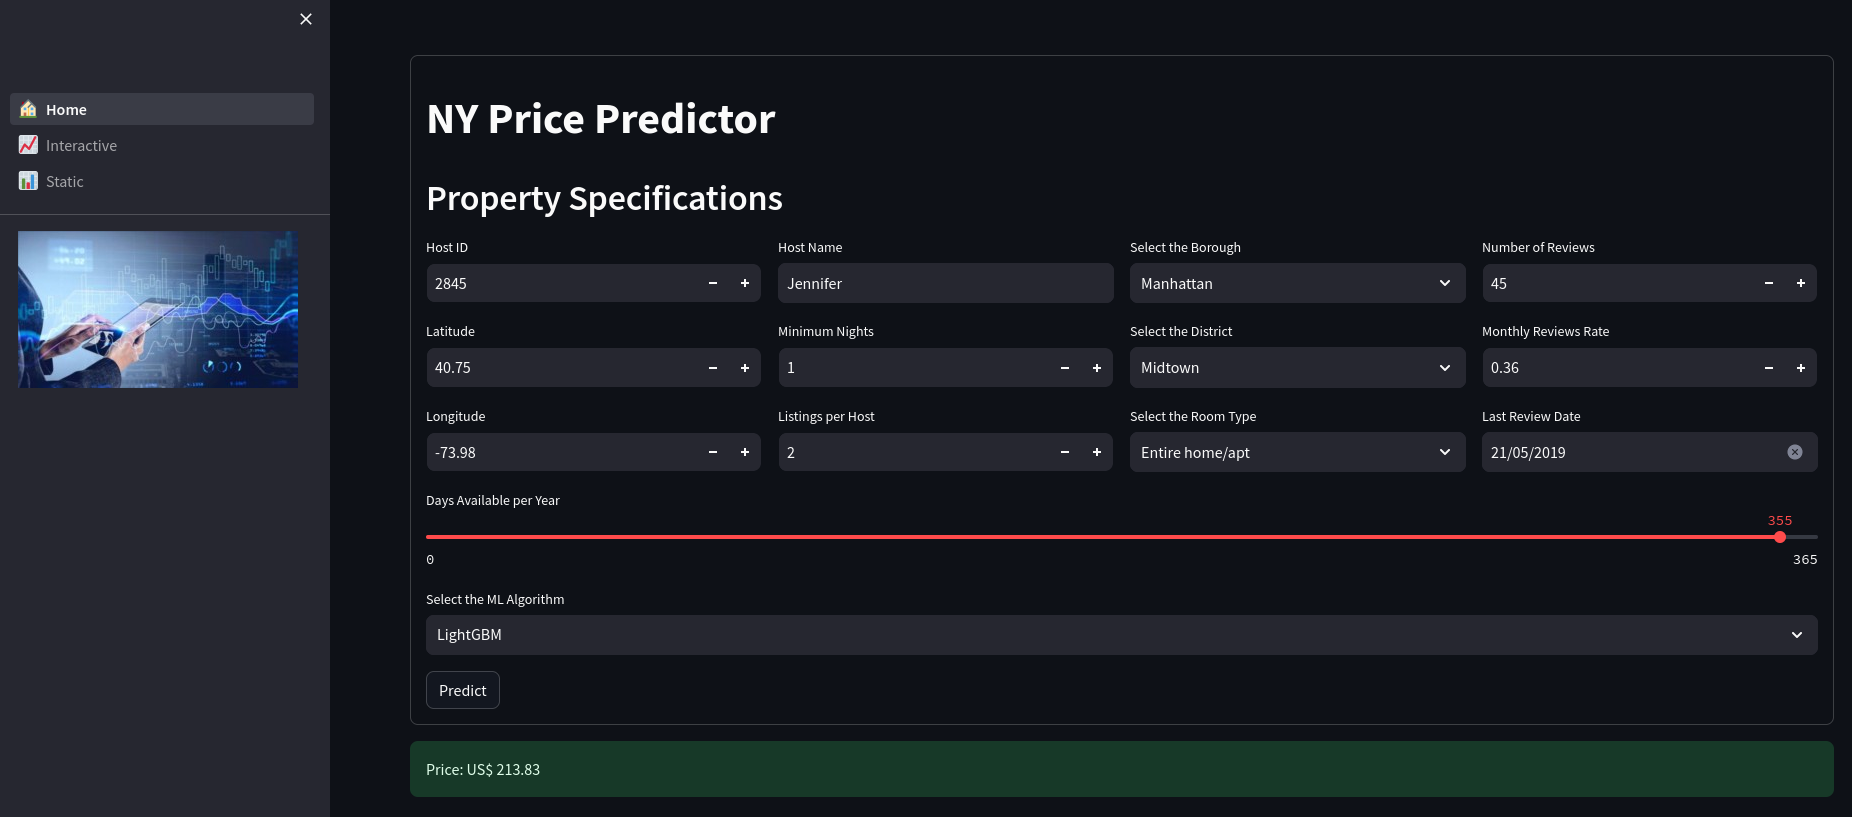 Home
Interactive
Static
NY Price Predictor
Property Specifications
Host ID
2845
Host Name
Jennifer
Select the Borough
Manhattan
Number of Reviews
45
Latitude
40.75
Minimum Nights
1
Select the District
Midtown
Monthly Reviews Rate
0.36
Longitude
-73.98
Listings per Host
2
Select the Room Type
Entire home/apt
Last Review Date
21/05/2019
Days Available per Year
355
0
365
Select the ML Algorithm
LightGBM
Predict
Price: US$ 213.83